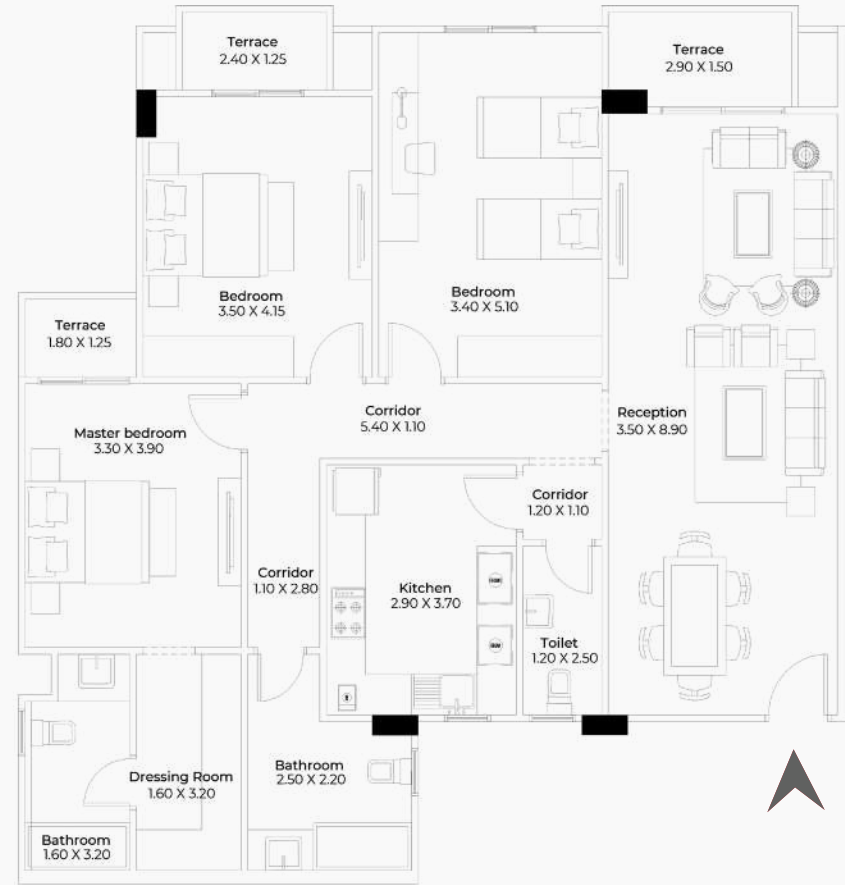 Terrace
2.40 X 1.25
Terrace
2.90 X 1.50
Bedroom
3.50 X 4.15
Bedroom
3.40 X 5.10
Terrace
1.80 X 1.25
Master bedroom
3.30 X 3.90
Corridor
5.40 X 1.10
Reception
3.50 X 8.90
Corridor
1.20 X 1.10
Corridor
1.10 X 2.80
Kitchen
2.90 X 3.70
Toilet
1.20 X 2.50
Dressing Room
1.60 X 3.20
Bathroom
2.50 X 2.20
Bathroom
1.60 X 3.20